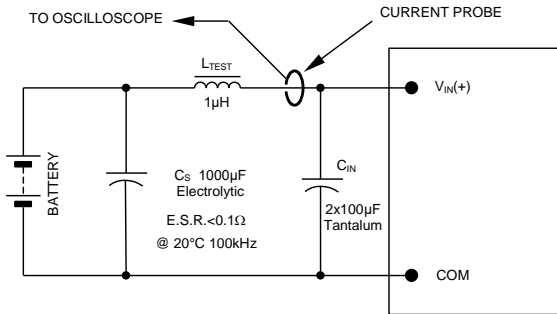 TO OSCILLOSCOPE
CURRENT PROBE
LTEST
1µH
VIN(+)
BATTERY
CS 1000µF
Electrolytic
E.S.R.<0.1Ω
@ 20°C 100kHz
CIN
2x100µF
Tantalum
COM